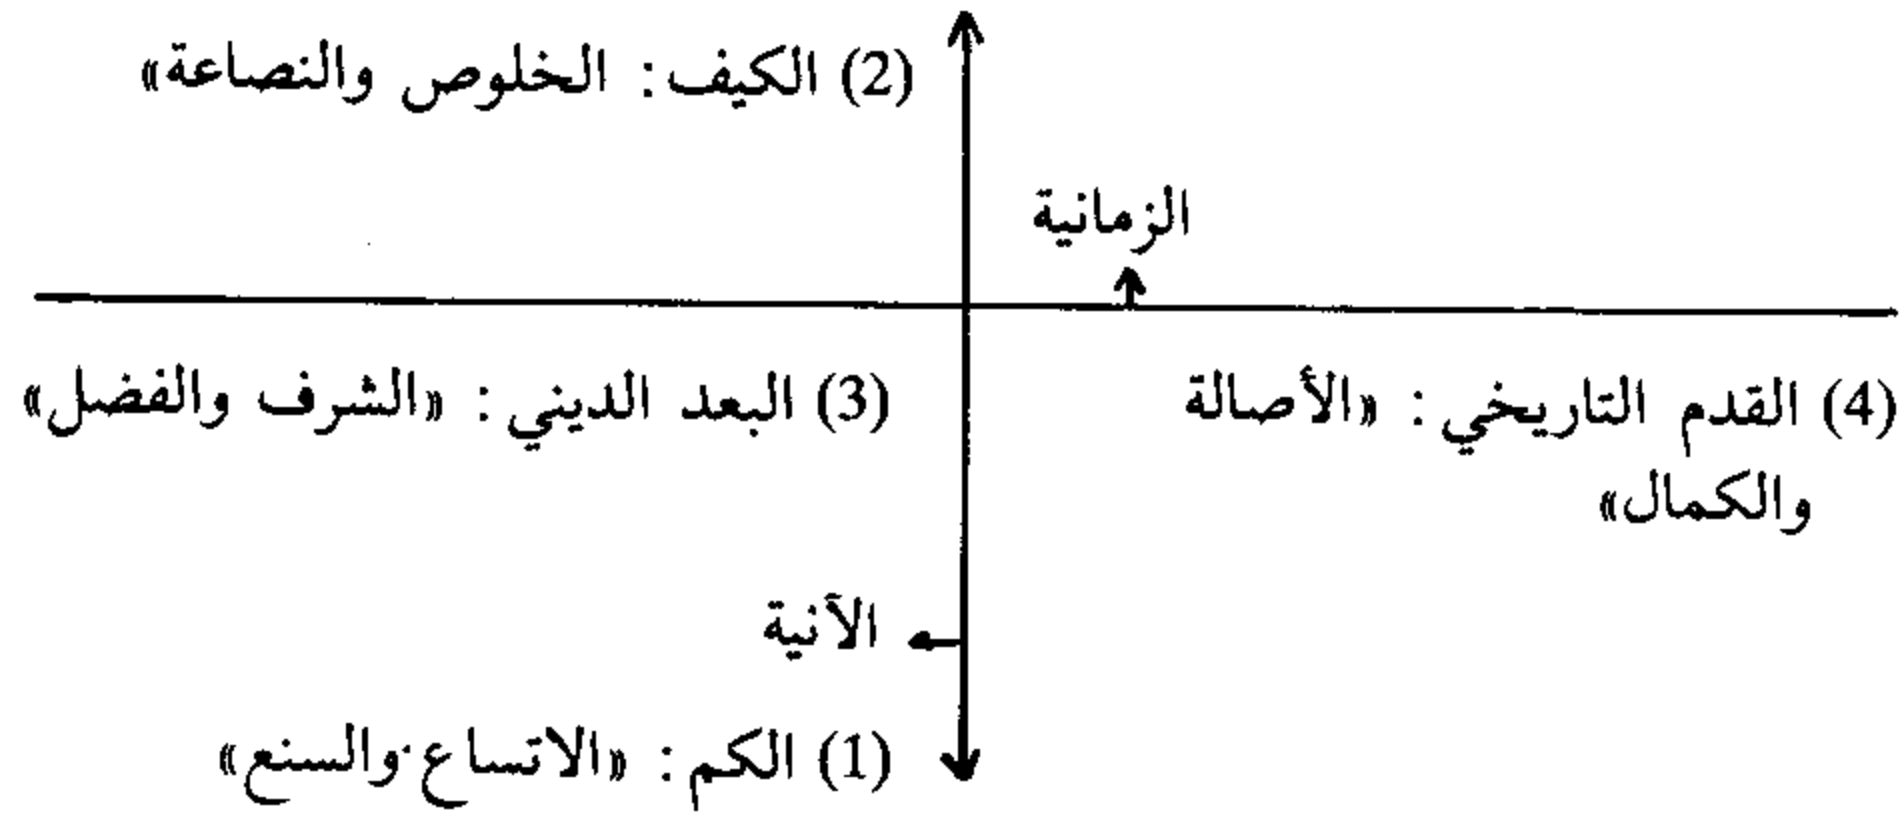 (2) الكيف: الخلوص والنصاعة»
الزمانية
(4) القدم التاريخي: «الأصالة
والكمال»
(3) البعد الديني: «الشرف والفضل»
الآنية
(1) الكم: «الاتساع والسنع»